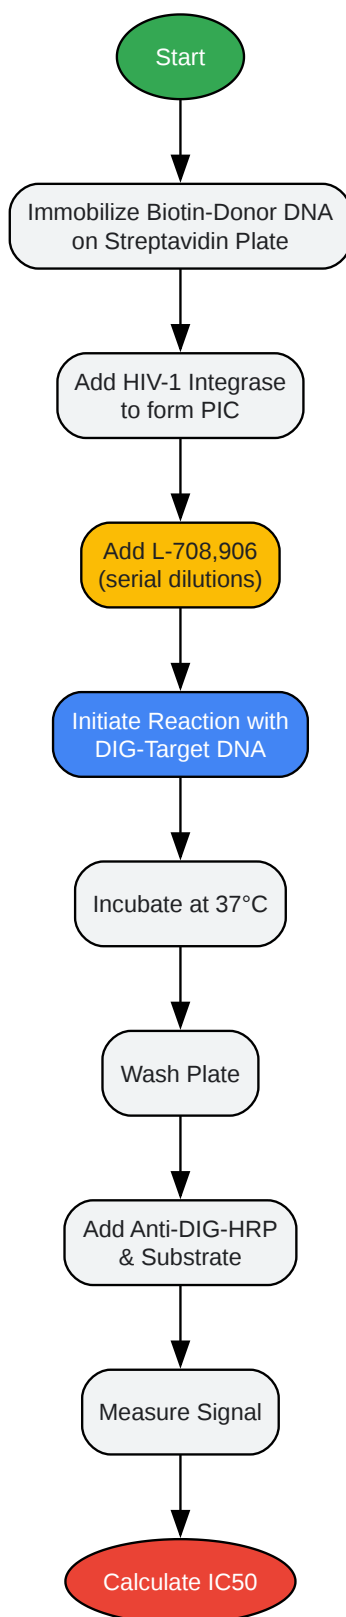 Start
Immobilize Biotin-Donor DNA
on Streptavidin Plate
Add HIV-1 Integrase
to form PIC
Add L-708,906
(serial dilutions)
Initiate Reaction with
DIG-Target DNA
Incubate at 37°C
Wash Plate
Add Anti-DIG-HRP
& Substrate
Measure Signal
Calculate IC50